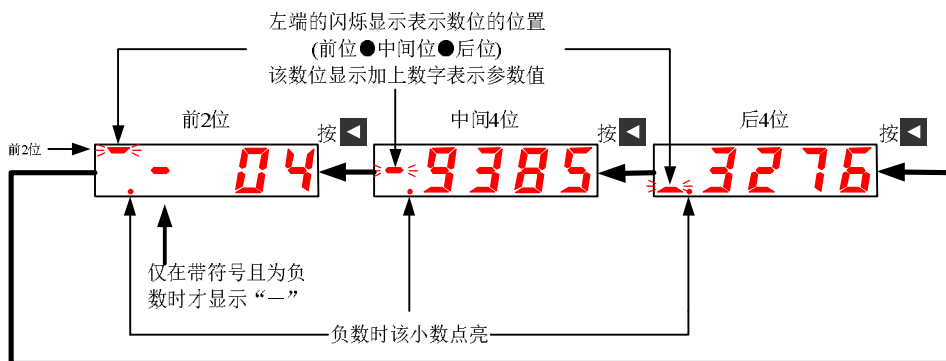 左端的闪烁显示表示数位的位置
(前位●中间位●后位)
该数位显示加上数字表示参数值
前2位
按◀
中间4位
按◀
后4位
按◀
前2位
- 04
-.9385
_.3276
仅在带符号且为负
数时才显示“－”
负数时该小数点亮